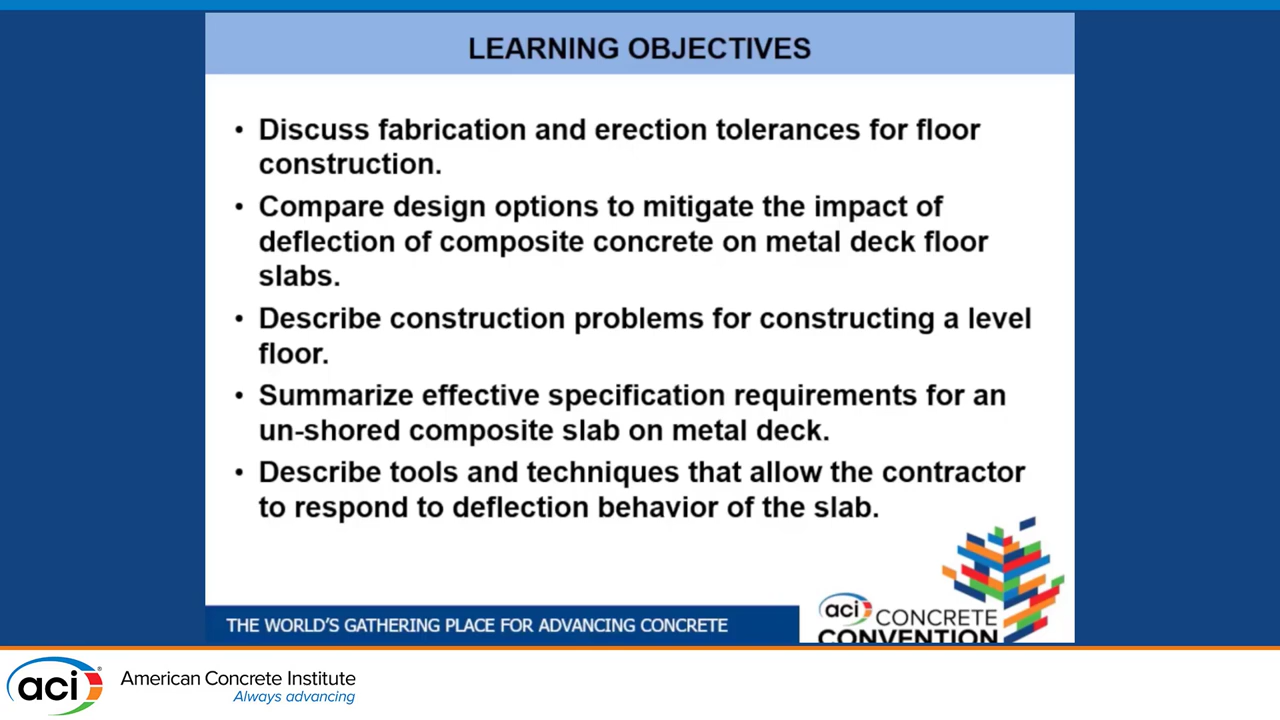 LEARNING OBJECTIVES
• Discuss fabrication and erection tolerances for floor
construction.
• Compare design options to mitigate the impact of
deflection of composite concrete on metal deck floor
slabs.
• Describe construction problems for constructing a level
floor.
• Summarize effective specification requirements for an
un-shored composite slab on metal deck.
• Describe tools and techniques that allow the contractor
to respond to deflection behavior of the slab.
THE WORLD'S GATHERING PLACE FOR ADVANCING CONCRETE
aci CONCRETE
CONVENTION
aci® American Concrete Institute
Always advancing